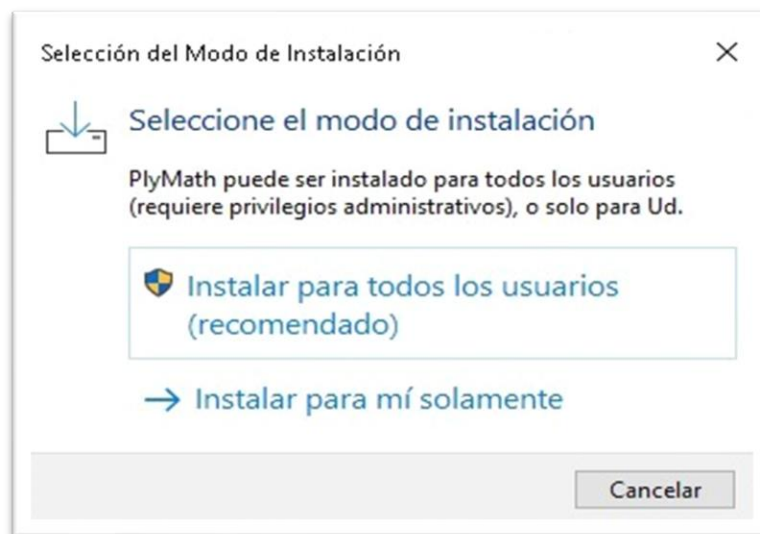 Selección del Modo de Instalación
Seleccione el modo de instalación
PlyMath puede ser instalado para todos los usuarios
(requiere privilegios administrativos), o solo para Ud.
Instalar para todos los usuarios
(recomendado)
Instalar para mí solamente
Cancelar